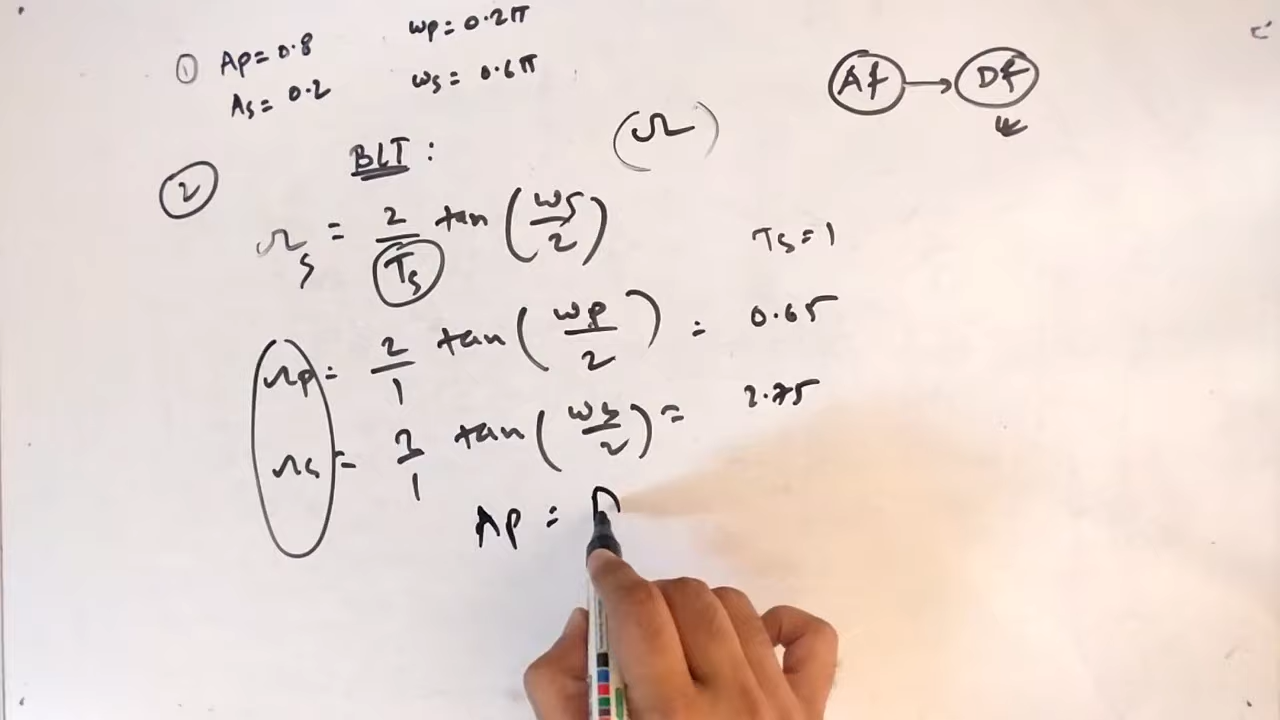 ① Ap = 0.8 ωp = 0.2π
As = 0.2 ωs = 0.6π
Af → Df
② BLT : (Ω)
Ωs = 2/Ts tan(ωs/2) Ts = 1
Ωp = 2/1 tan(ωp/2) = 0.65
Ωs = 2/1 tan(ωs/2) = 2.75
Ap =